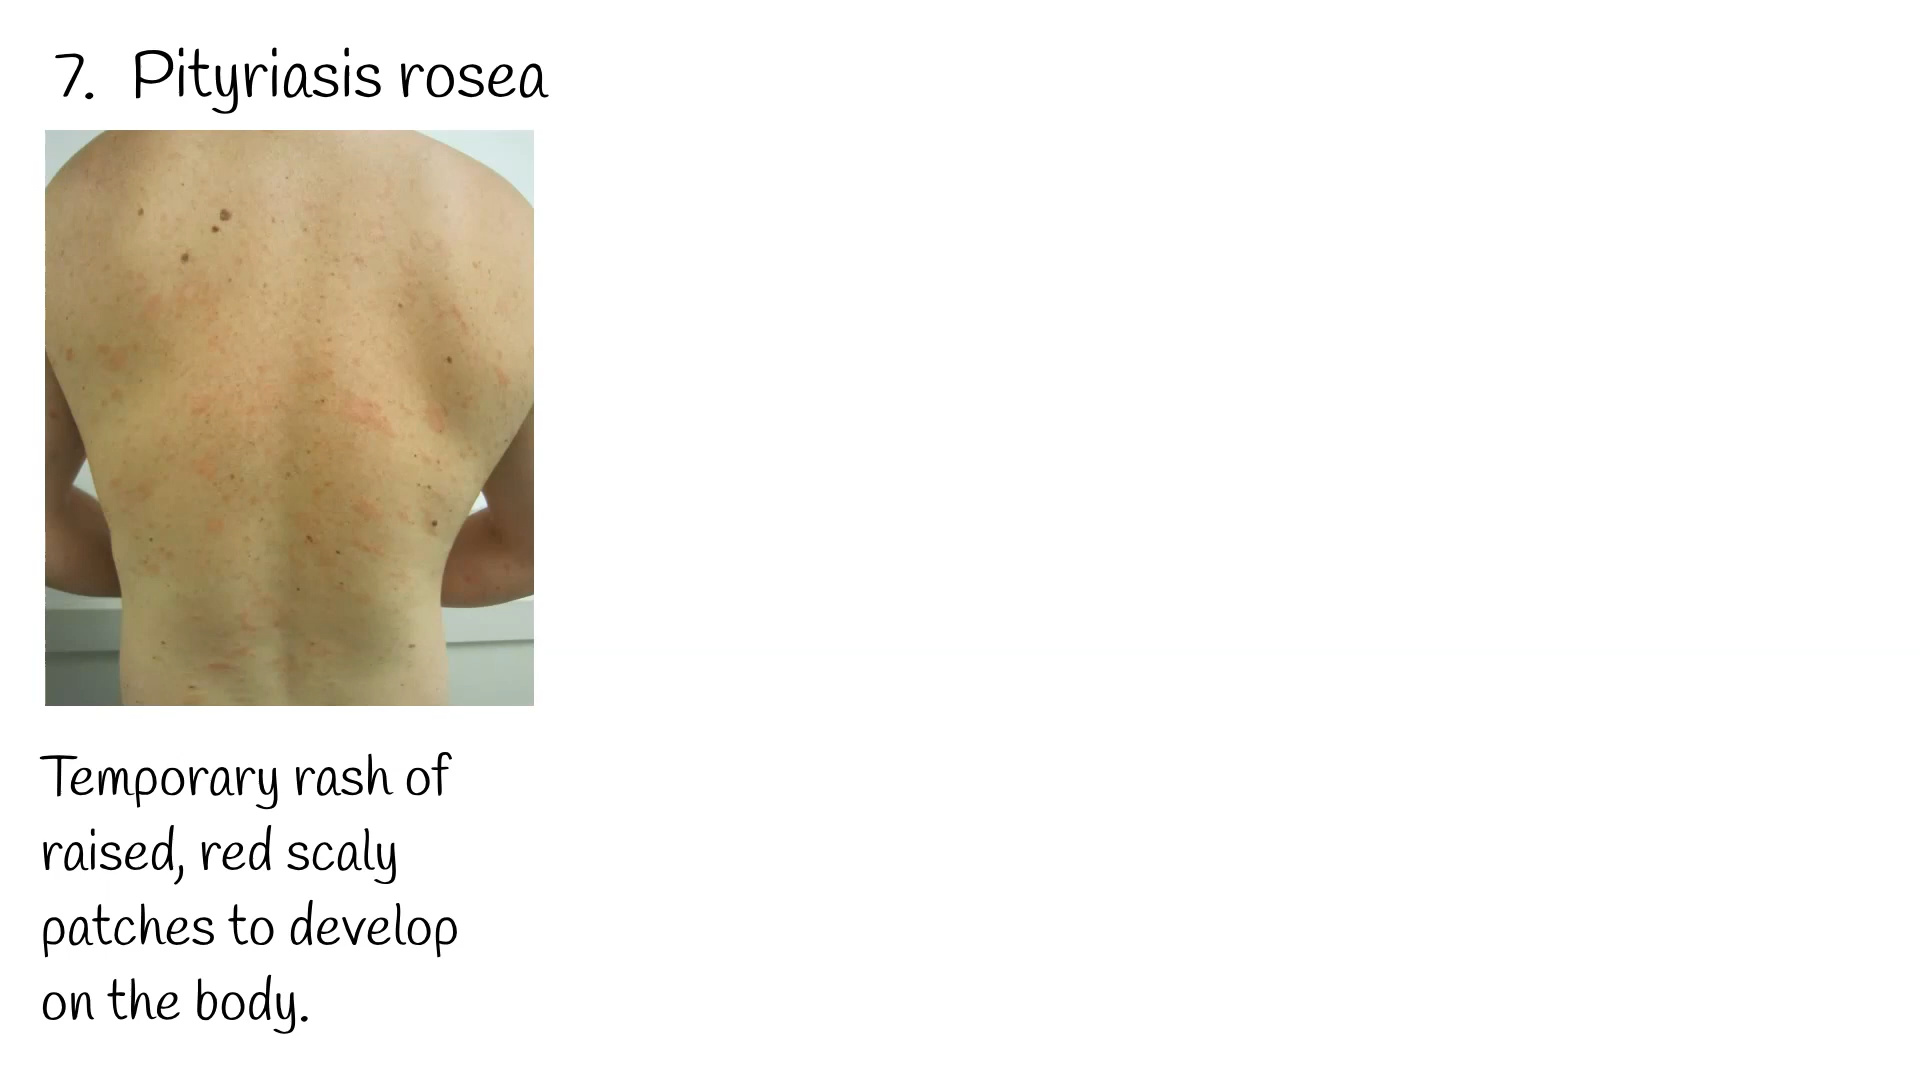 7. Pityriasis rosea
Temporary rash of
raised, red scaly
patches to develop
on the body.